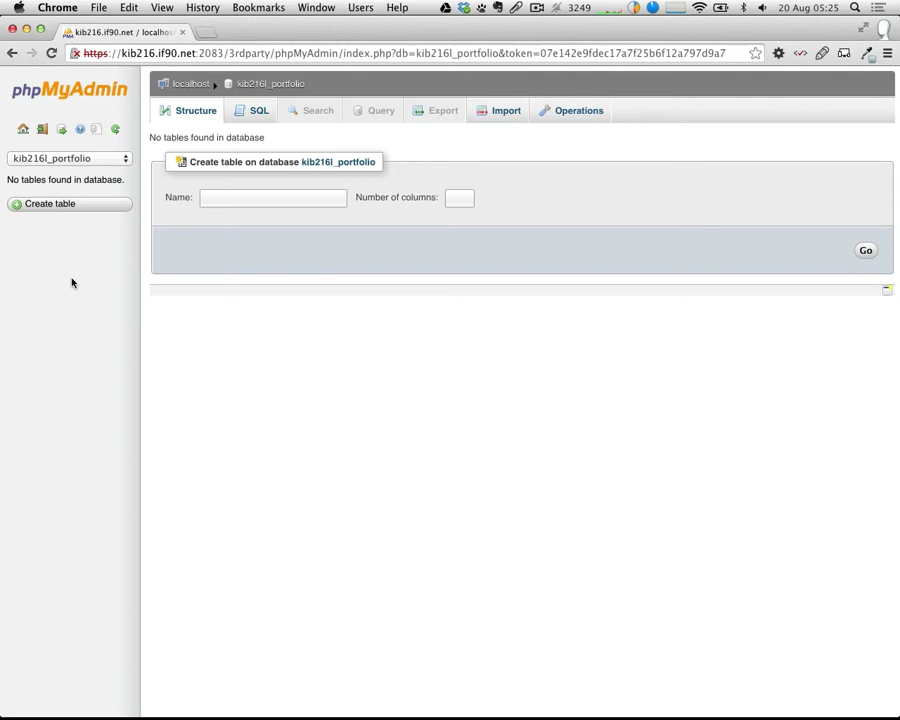 Chrome File Edit View History Bookmarks Window Users Help 3249 20 Aug 05:25
kib216.if90.net / localhost
https://kib216.if90.net:2083/3rdparty/phpMyAdmin/index.php?db=kib216l_portfolio&token=07e142e9fdec17a7f25b6f12a797d9a7
phpMyAdmin
localhost kib216l_portfolio
Structure SQL Search Query Export Import Operations
No tables found in database
kib216l_portfolio
Create table on database kib216l_portfolio
No tables found in database.
Name: Number of columns:
Create table
Go